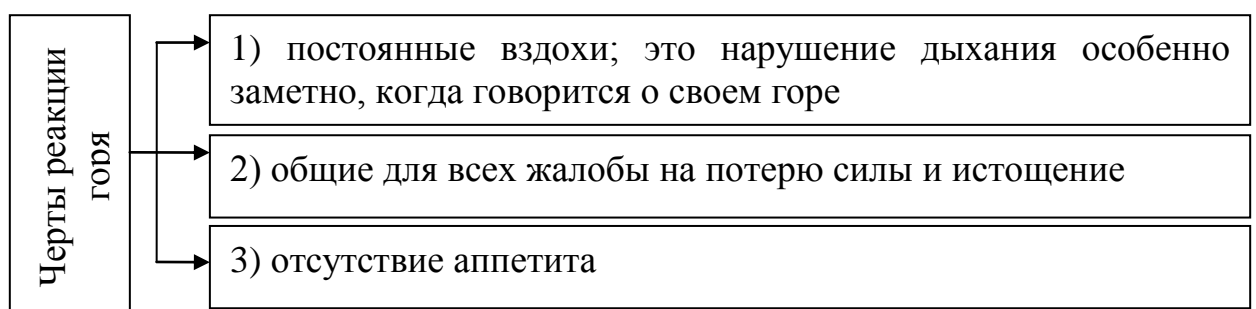 Черты реакции
горя
1) постоянные вздохи; это нарушение дыхания особенно
заметно, когда говорится о своем горе
2) общие для всех жалобы на потерю силы и истощение
3) отсутствие аппетита